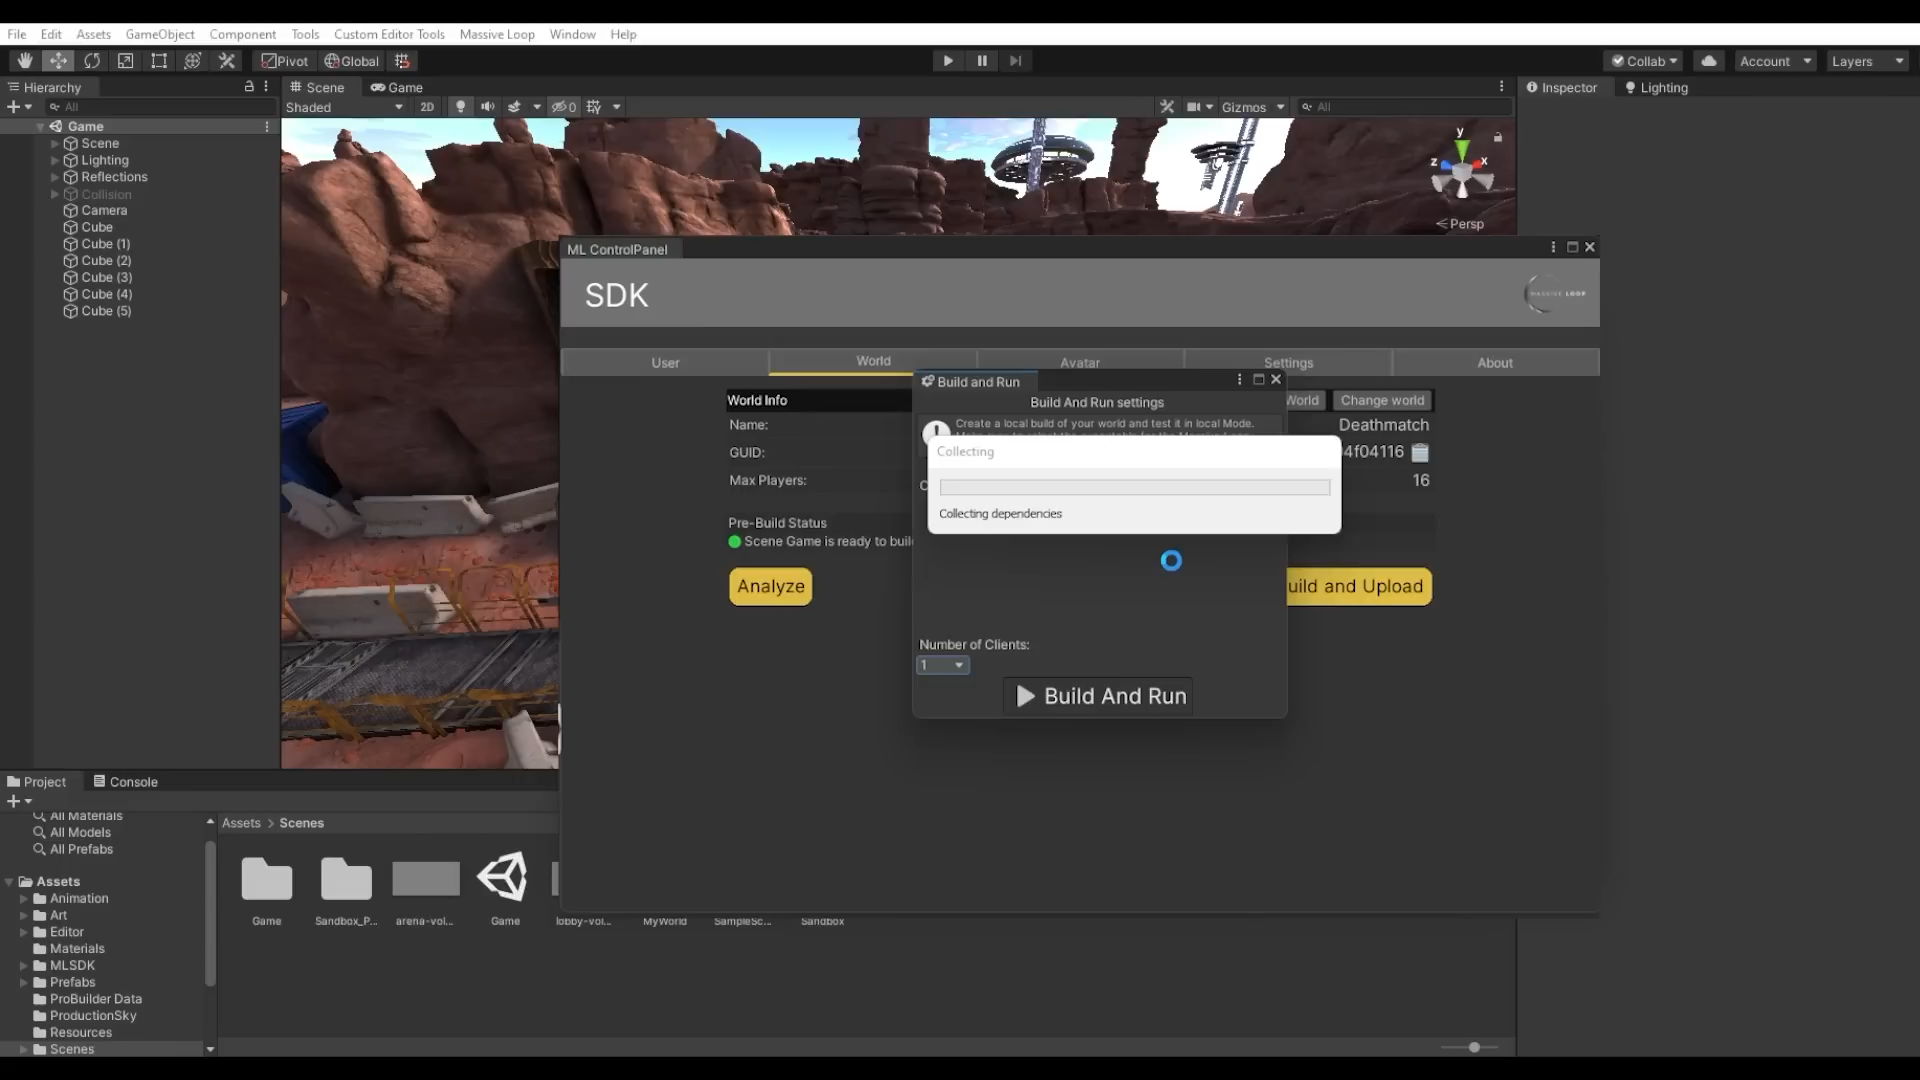 File Edit Assets GameObject Component Tools Custom Editor Tools Massive Loop Window Help
Pivot Global Collab Account Layers
Hierarchy Scene Game Inspector Lighting
All Shaded 2D 0 Gizmos All
Game
Scene
Lighting
Reflections
Collision
Camera
Cube
Cube (1)
Cube (2)
Cube (3)
Cube (4)
Cube (5)
y
z x
Persp
ML ControlPanel
SDK
MASSIVE LOOP
User World Avatar Settings About
Build and Run
World Info World Change world
Build And Run settings
Name: Create a local build of your world and test it in local Mode. Deathmatch
GUID: 4f04116
Collecting
Max Players: 16
Collecting dependencies
Pre-Build Status
Scene Game is ready to buil
Analyze uild and Upload
Number of Clients:
1
Build And Run
Project Console
All Materials
All Models
All Prefabs
Assets
Animation
Art
Editor
Materials
MLSDK
Prefabs
ProBuilder Data
ProductionSky
Resources
Scenes
Assets > Scenes
Game Sandbox_P... arena-vol... Game lobby-vol... MyWorld SampleSc... Sandbox